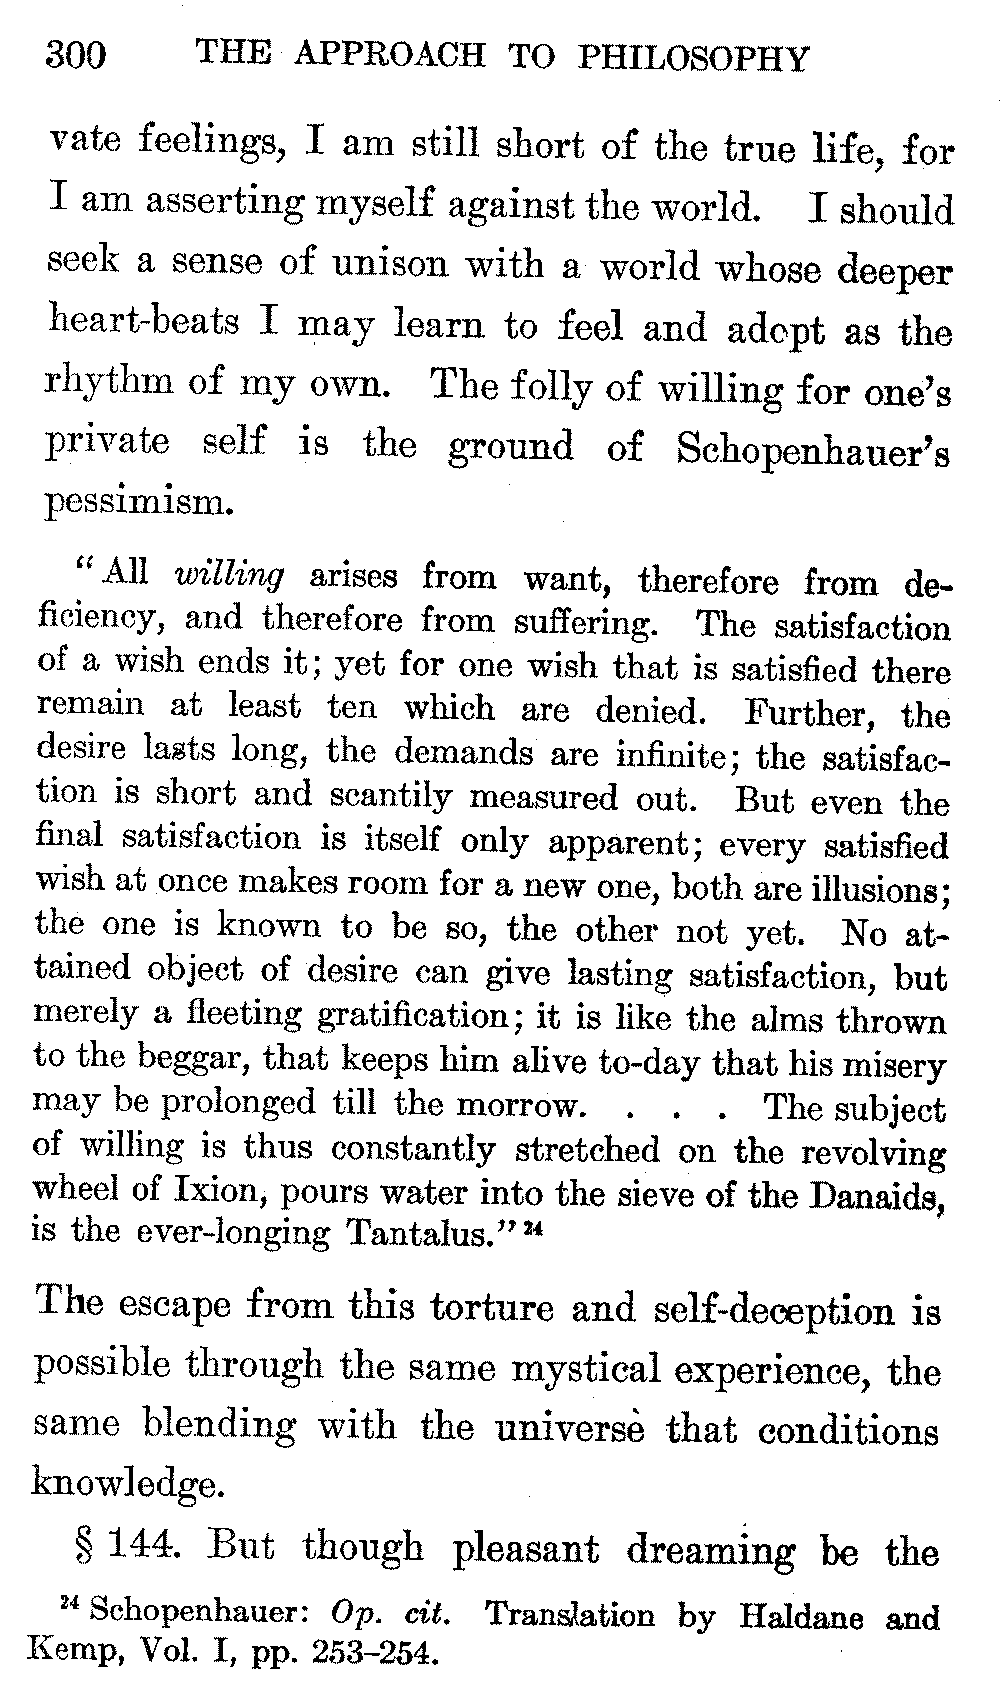 300 THE APPROACH TO PHILOSOPHY
vate feelings, I am still short of the true life, for
I am asserting myself against the world. I should
seek a sense of unison with a world whose deeper
heart-beats I may learn to feel and adopt as the
rhythm of my own. The folly of willing for one's
private self is the ground of Schopenhauer's
pessimism.
"All willing arises from want, therefore from de-
ficiency, and therefore from suffering. The satisfaction
of a wish ends it; yet for one wish that is satisfied there
remain at least ten which are denied. Further, the
desire lasts long, the demands are infinite; the satisfac-
tion is short and scantily measured out. But even the
final satisfaction is itself only apparent; every satisfied
wish at once makes room for a new one, both are illusions;
the one is known to be so, the other not yet. No at-
tained object of desire can give lasting satisfaction, but
merely a fleeting gratification; it is like the alms thrown
to the beggar, that keeps him alive to-day that his misery
may be prolonged till the morrow. . . . The subject
of willing is thus constantly stretched on the revolving
wheel of Ixion, pours water into the sieve of the Danaids,
is the ever-longing Tantalus." 24
The escape from this torture and self-deception is
possible through the same mystical experience, the
same blending with the universe that conditions
knowledge.
§ 144. But though pleasant dreaming be the
24 Schopenhauer: Op. cit. Translation by Haldane and
Kemp, Vol. I, pp. 253–254.